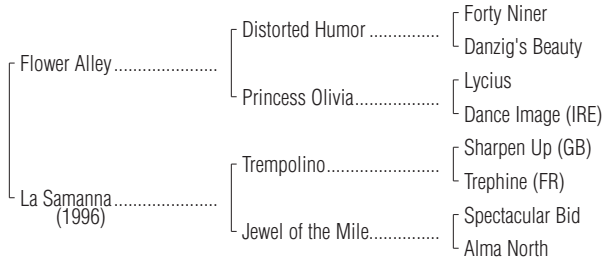 Forty Niner
Distorted Humor ................
Danzig's Beauty
Flower Alley.....................
Lycius
Princess Olivia...................
Dance Image (IRE)
Sharpen Up (GB)
Trempolino.........................
Trephine (FR)
La Samanna.....................
(1996)
Spectacular Bid
Jewel of the Mile................
Alma North